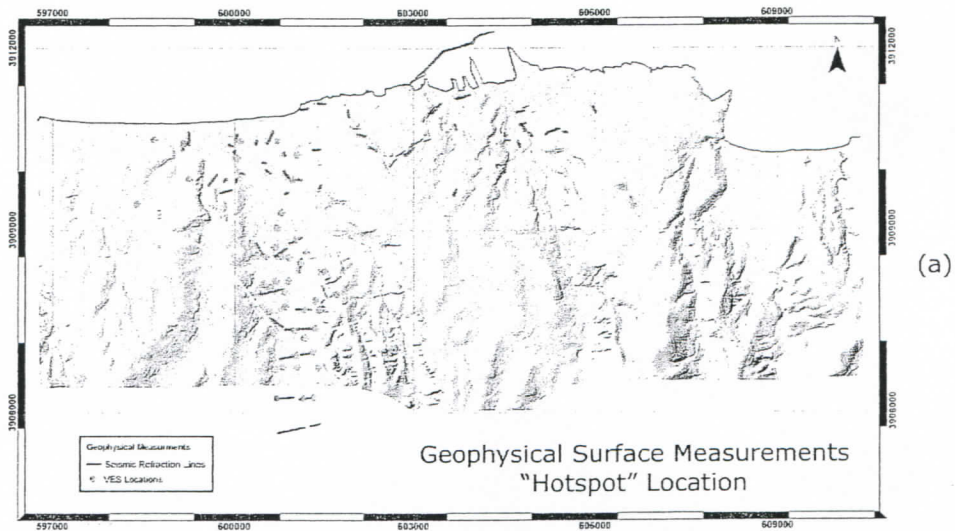 597000 600000 603000 606000 609000
3912000 3912000
N
3909000 3909000
(a)
3906000 3906000
Geophysical Measurments
Seismic Refraction Lines
VES Locations
Geophysical Surface Measurements
"Hotspot" Location
597000 600000 603000 606000 609000